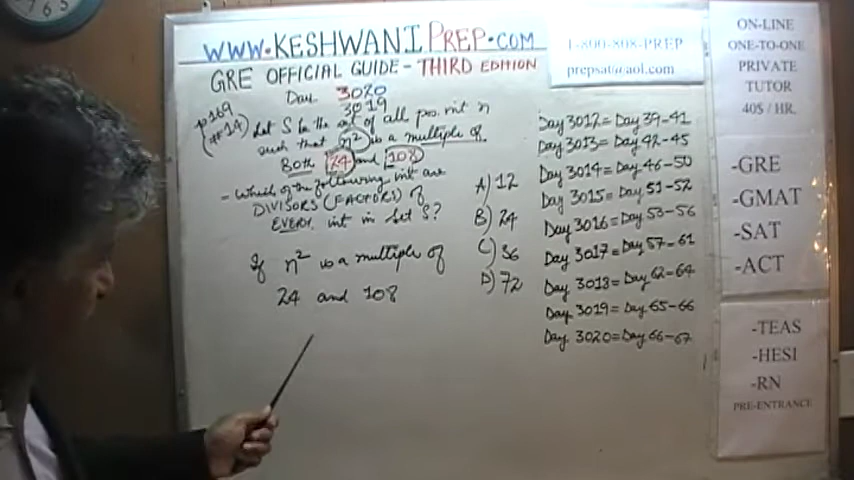 WWW.KESHWANIPREP.COM
GRE OFFICIAL GUIDE - THIRD EDITION
Day 3020
3019
p169
(#19) Let S be the set of all pos. int n
such that n² is a multiple of
BOTH 24 and 108
- Which of the following int are
DIVISORS (FACTORS) of
EVERY int in set S?
A) 12
B) 24
C) 36
D) 72
If n² is a multiple of
24 and 108
1-800-808-PREP
prepsat@aol.com
Day 3012 = Day 39-41
Day 3013 = Day 42-45
Day 3014 = Day 46-50
Day 3015 = Day 51-52
Day 3016 = Day 53-56
Day 3017 = Day 57-61
Day 3018 = Day 62-64
Day 3019 = Day 65-66
Day 3020 = Day 66-67
ON-LINE
ONE-TO-ONE
PRIVATE
TUTOR
40$ / HR.
-GRE
-GMAT
-SAT
-ACT
-TEAS
-HESI
-RN
PRE-ENTRANCE
7 6 5